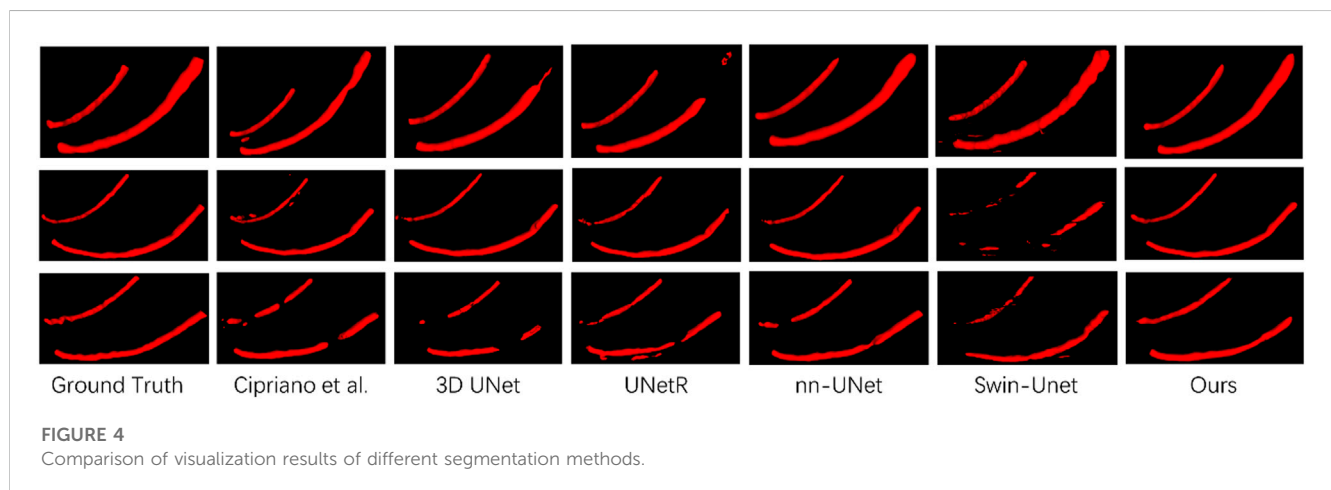 Ground Truth Cipriano et al. 3D UNet UNetR nn-UNet Swin-Unet Ours
FIGURE 4
Comparison of visualization results of different segmentation methods.